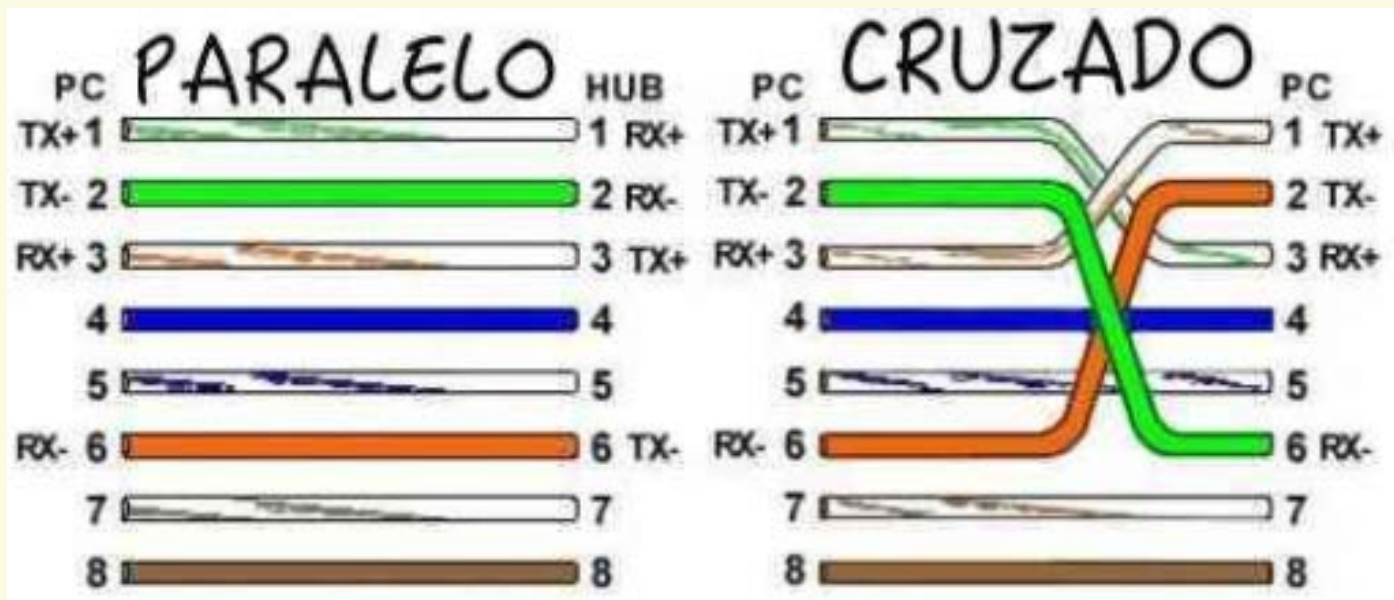 PARALELO
PC HUB
TX+ 1 1 RX+
TX- 2 2 RX-
RX+ 3 3 TX+
4 4
5 5
RX- 6 6 TX-
7 7
8 8
CRUZADO
PC PC
TX+ 1 1 TX+
TX- 2 2 TX-
RX+ 3 3 RX+
4 4
5 5
RX- 6 6 RX-
7 7
8 8